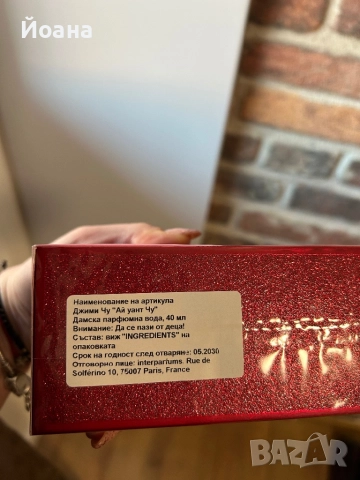 Йоана
Наименование на артикула
Джими Чу "Ай уант Чу"
Дамска парфюмна вода, 40 мл
Внимание: Да се пази от деца!
Състав: виж "INGREDIENTS" на
опаковката
Срок на годност след отваряне: 05.2030
Отговорно лице: interparfums. Rue de
Solférino 10, 75007 Paris, France
BAZAR
bg